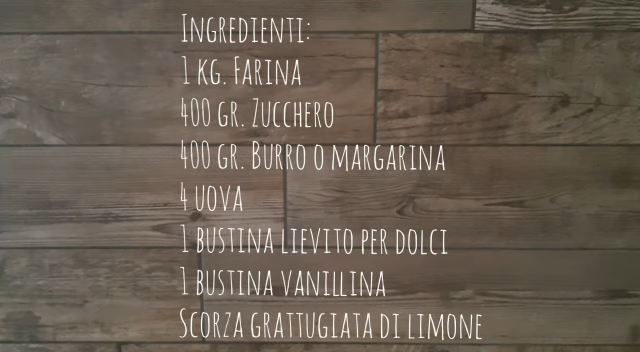 Ingredienti:
1 kg. Farina
400 gr. Zucchero
400 gr. Burro o margarina
4 uova
1 bustina lievito per dolci
1 bustina vanillina
Scorza grattugiata di limone